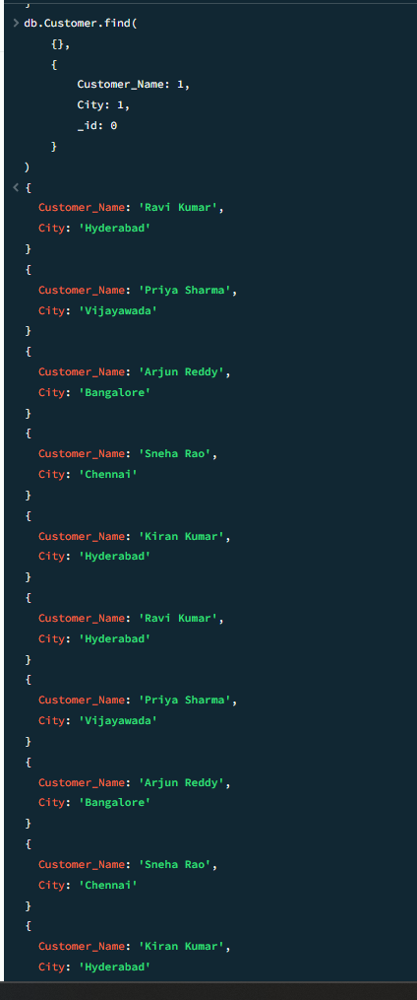 }
> db.Customer.find(
{},
{
Customer_Name: 1,
City: 1,
_id: 0
}
)
< {
Customer_Name: 'Ravi Kumar',
City: 'Hyderabad'
}
{
Customer_Name: 'Priya Sharma',
City: 'Vijayawada'
}
{
Customer_Name: 'Arjun Reddy',
City: 'Bangalore'
}
{
Customer_Name: 'Sneha Rao',
City: 'Chennai'
}
{
Customer_Name: 'Kiran Kumar',
City: 'Hyderabad'
}
{
Customer_Name: 'Ravi Kumar',
City: 'Hyderabad'
}
{
Customer_Name: 'Priya Sharma',
City: 'Vijayawada'
}
{
Customer_Name: 'Arjun Reddy',
City: 'Bangalore'
}
{
Customer_Name: 'Sneha Rao',
City: 'Chennai'
}
{
Customer_Name: 'Kiran Kumar',
City: 'Hyderabad'